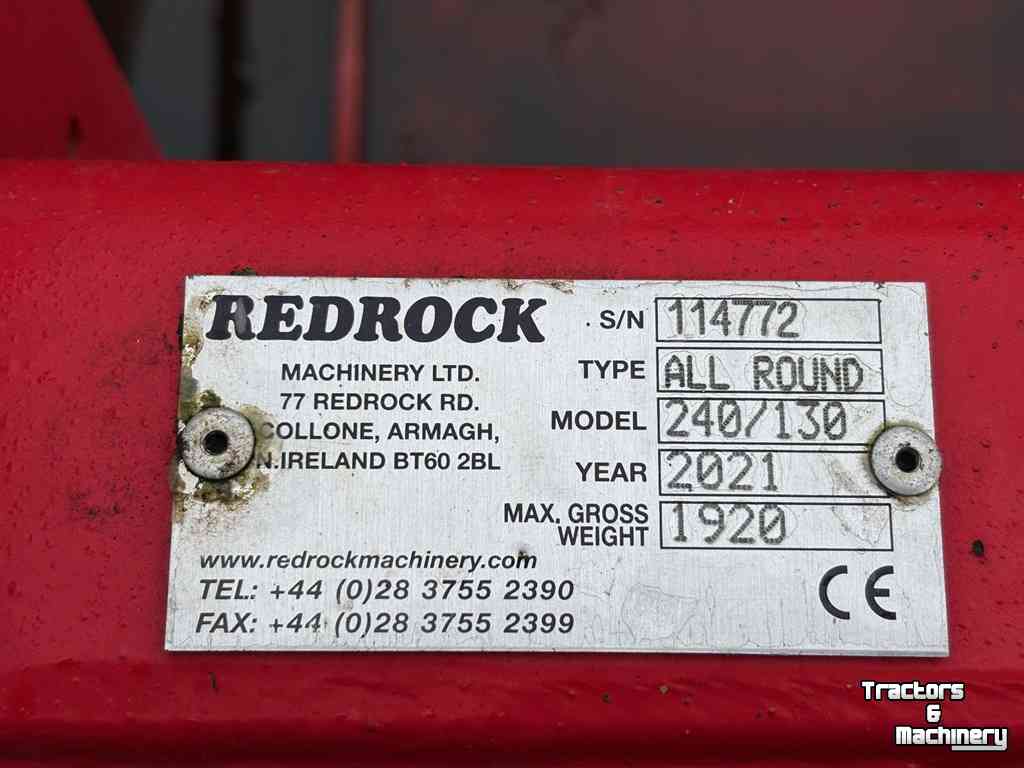 REDROCK
MACHINERY LTD.
77 REDROCK RD.
COLLONE, ARMAGH,
N.IRELAND BT60 2BL
S/N 114772
TYPE ALL ROUND
MODEL 240/130
YEAR 2021
MAX. GROSS
WEIGHT 1920
www.redrockmachinery.com
TEL: +44 (0)28 3755 2390
FAX: +44 (0)28 3755 2399
CE
Tractors
&
Machinery